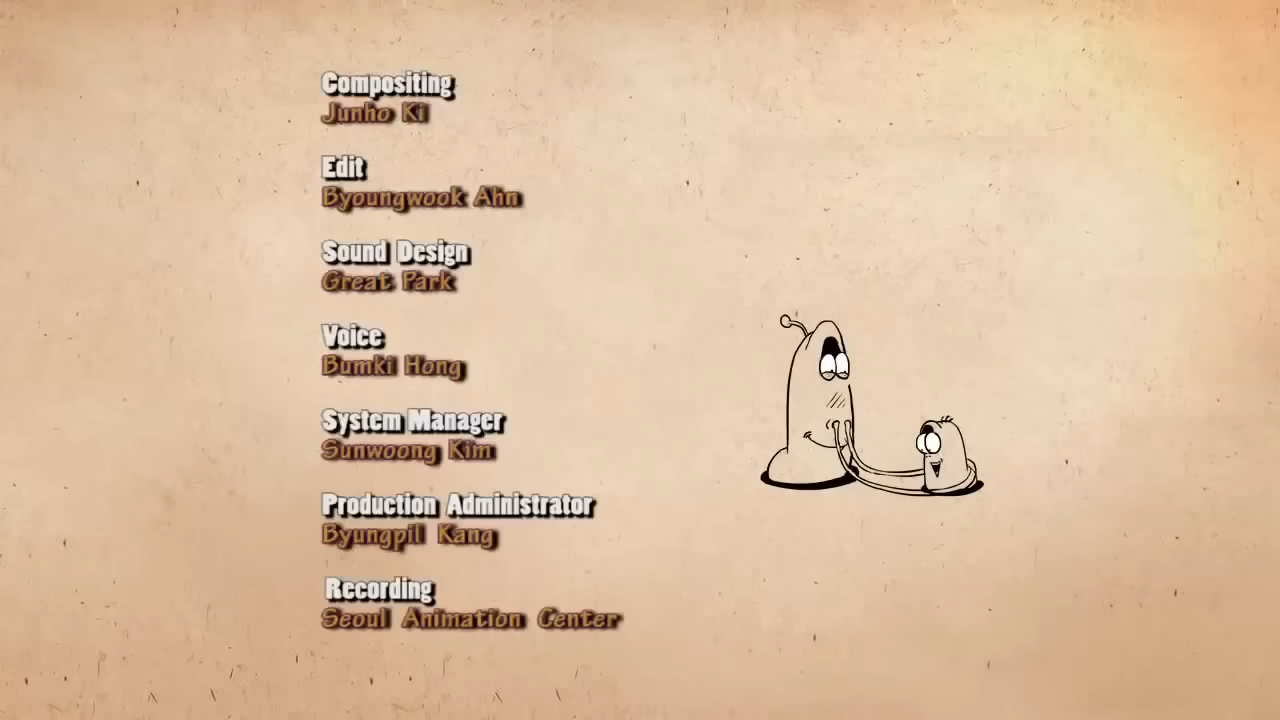 Compositing
Junho Ki
Edit
Byoungwook Ahn
Sound Design
Great Park
Voice
Bumki Hong
System Manager
Sunwoong Kim
Production Administrator
Byungpil Kang
Recording
Seoul Animation Center